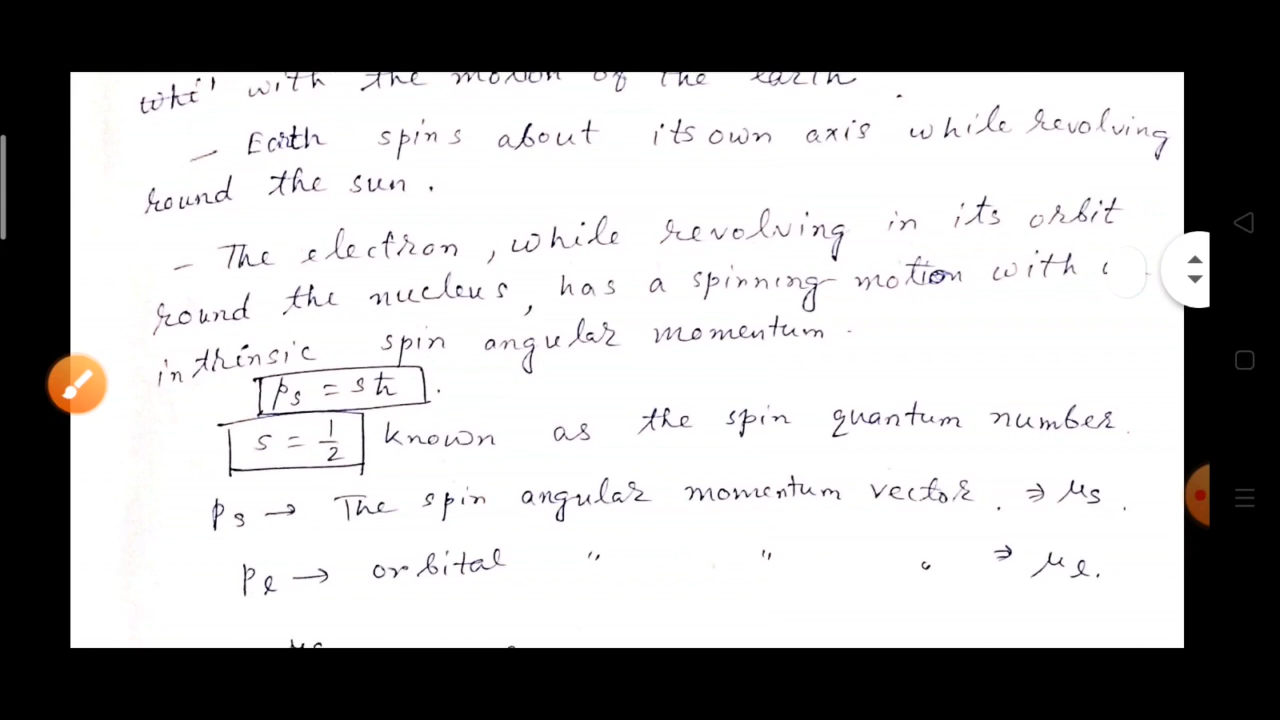 with the motion of the earth.
— Earth spins about its own axis while revolving
round the sun.
— The electron, while revolving in its orbit
round the nucleus, has a spinning motion with
intrinsic spin angular momentum.
pₛ = sħ.
s = 1/2 known as the spin quantum number.
pₛ → The spin angular momentum vector. ⇒ μₛ.
pₗ → orbital " " " ⇒ μₗ.